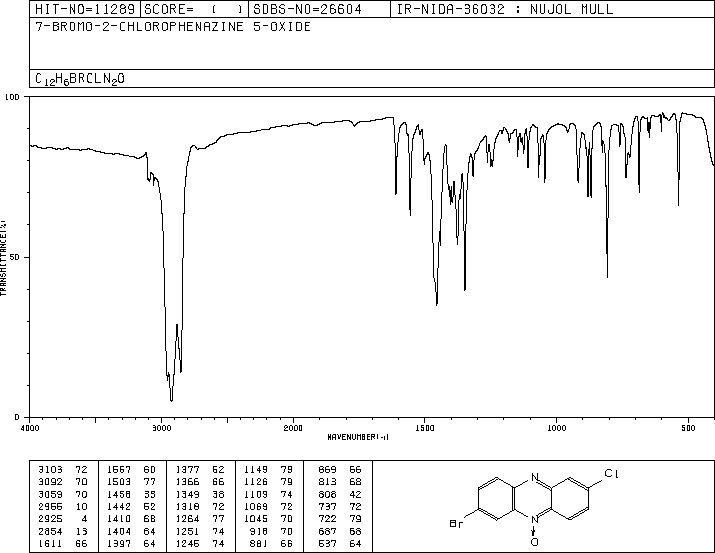 HIT-NO=11289 SCORE= ( ) SDBS-NO=26604 IR-NIDA-36032 : NUJOL MULL
7-BROMO-2-CHLOROPHENAZINE 5-OXIDE
C12H6BRCLN2O
100
50
0
TRANSMITTANCE(%)
4000 3000 2000 1500 1000 500
WAVENUMBER(-1)
3103 72 1557 60 1377 52 1149 79 869 66
3092 70 1503 77 1366 66 1126 79 813 68
3059 70 1458 35 1349 38 1109 74 808 42
2955 10 1442 52 1318 72 1069 72 737 72
2925 4 1410 68 1264 77 1045 70 722 79
2854 13 1404 64 1251 74 918 70 687 68
1611 66 1397 64 1245 74 881 66 537 64
Cl
N
Br
N
O